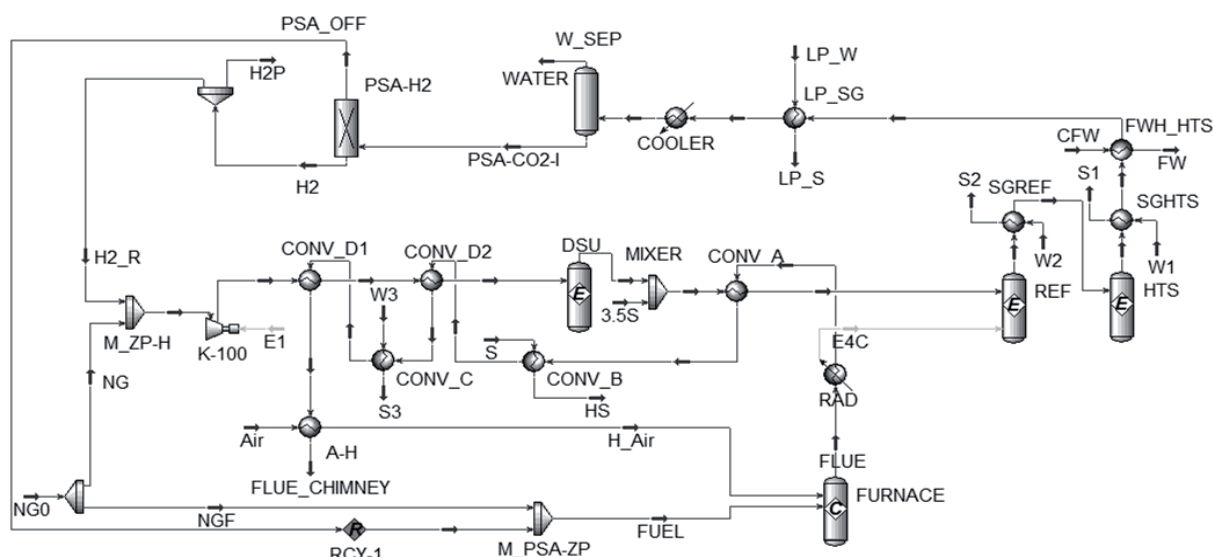 PSA_OFF
W_SEP
LP_W
H2P
WATER
PSA-H2
LP_SG
COOLER
CFW
FWH_HTS
FW
PSA-CO2-I
LP_S
H2
S2
SGREF
S1
SGHTS
H2_R
CONV_D1
CONV_D2
DSU
MIXER
CONV_A
W2
W1
W3
E
REF
E
HTS
E
3.5S
M_ZP-H
K-100
E1
S
E4C
NG
CONV_C
CONV_B
S3
HS
RAD
Air
A-H
H_Air
FLUE
FLUE_CHIMNEY
FURNACE
NG0
C
NGF
FUEL
R
RCY-1
M_PSA-ZP